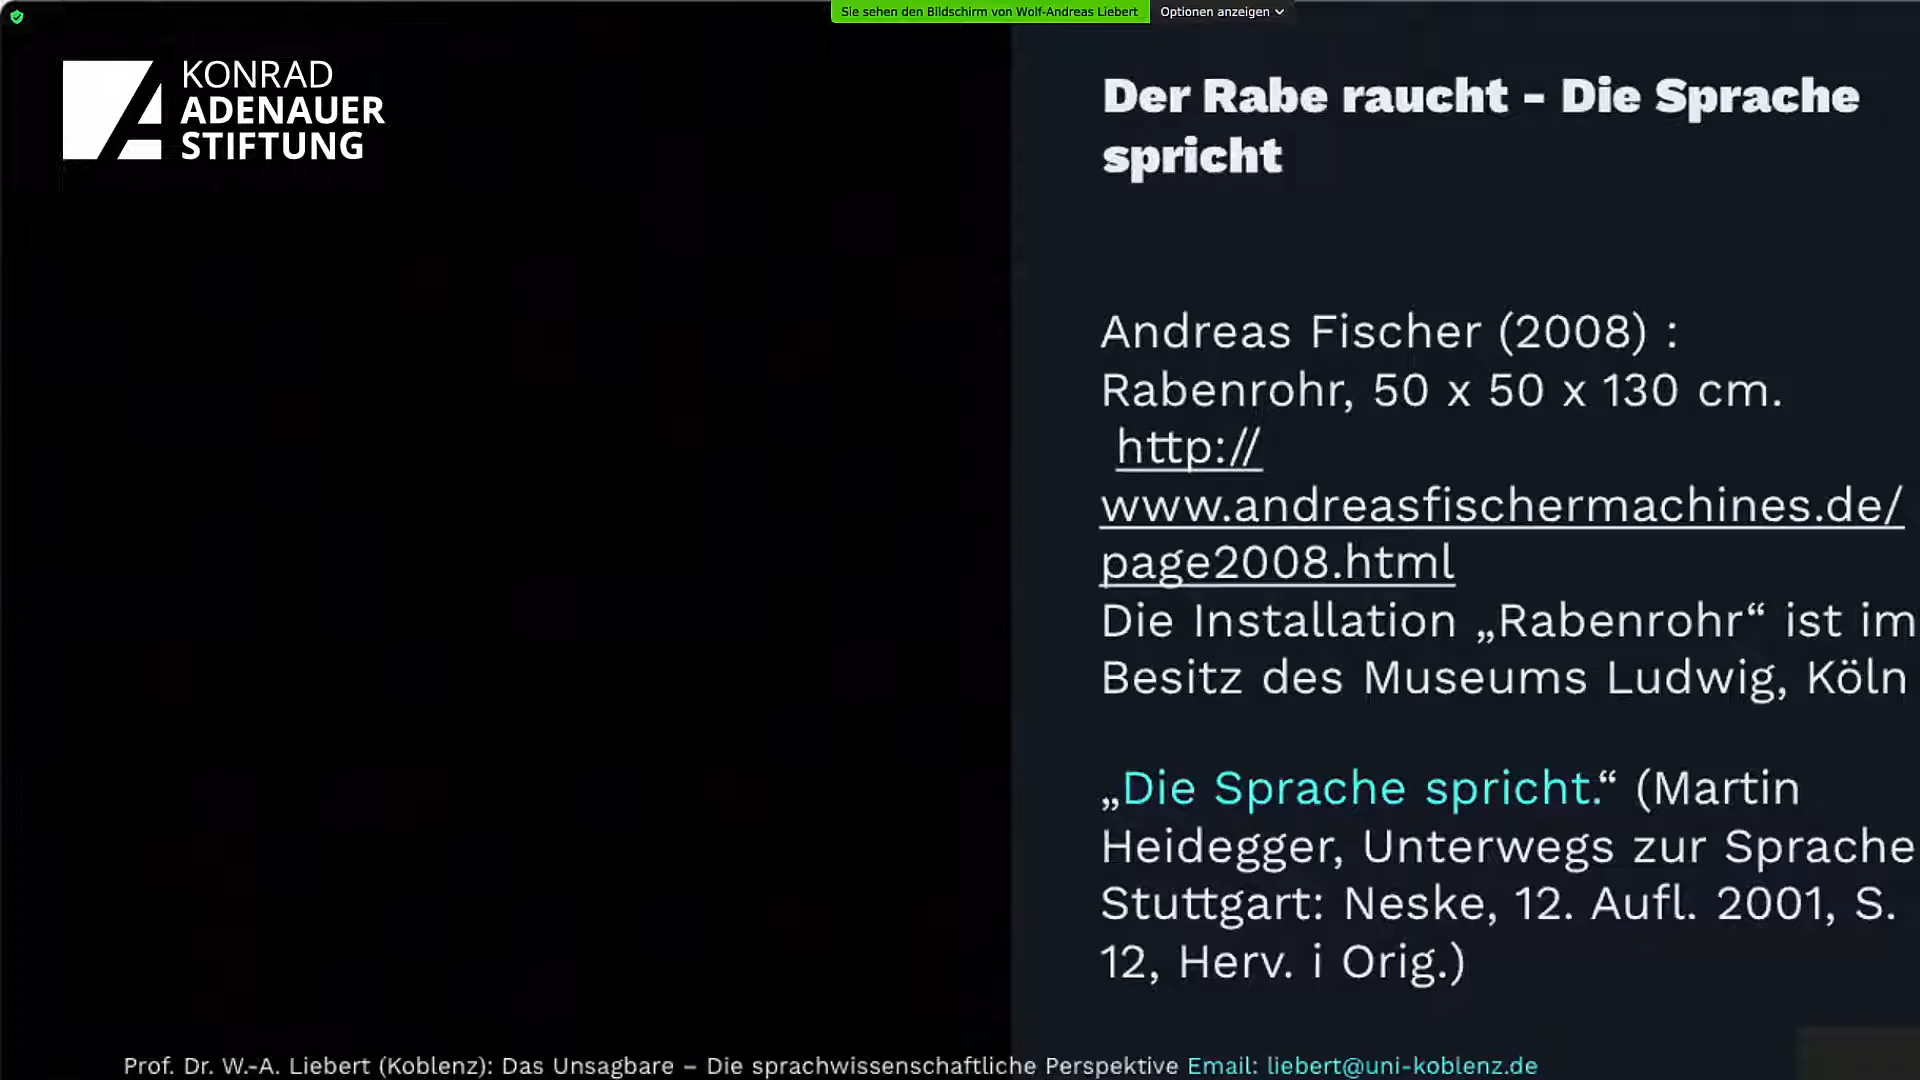 Sie sehen den Bildschirm von Wolf-Andreas Liebert Optionen anzeigen
KONRAD
ADENAUER
STIFTUNG
Der Rabe raucht - Die Sprache
spricht
Andreas Fischer (2008) :
Rabenrohr, 50 x 50 x 130 cm.
http://
www.andreasfischermachines.de/
page2008.html
Die Installation „Rabenrohr“ ist im
Besitz des Museums Ludwig, Köln
„Die Sprache spricht.“ (Martin
Heidegger, Unterwegs zur Sprache
Stuttgart: Neske, 12. Aufl. 2001, S.
12, Herv. i Orig.)
Prof. Dr. W.-A. Liebert (Koblenz): Das Unsagbare – Die sprachwissenschaftliche Perspektive Email: liebert@uni-koblenz.de